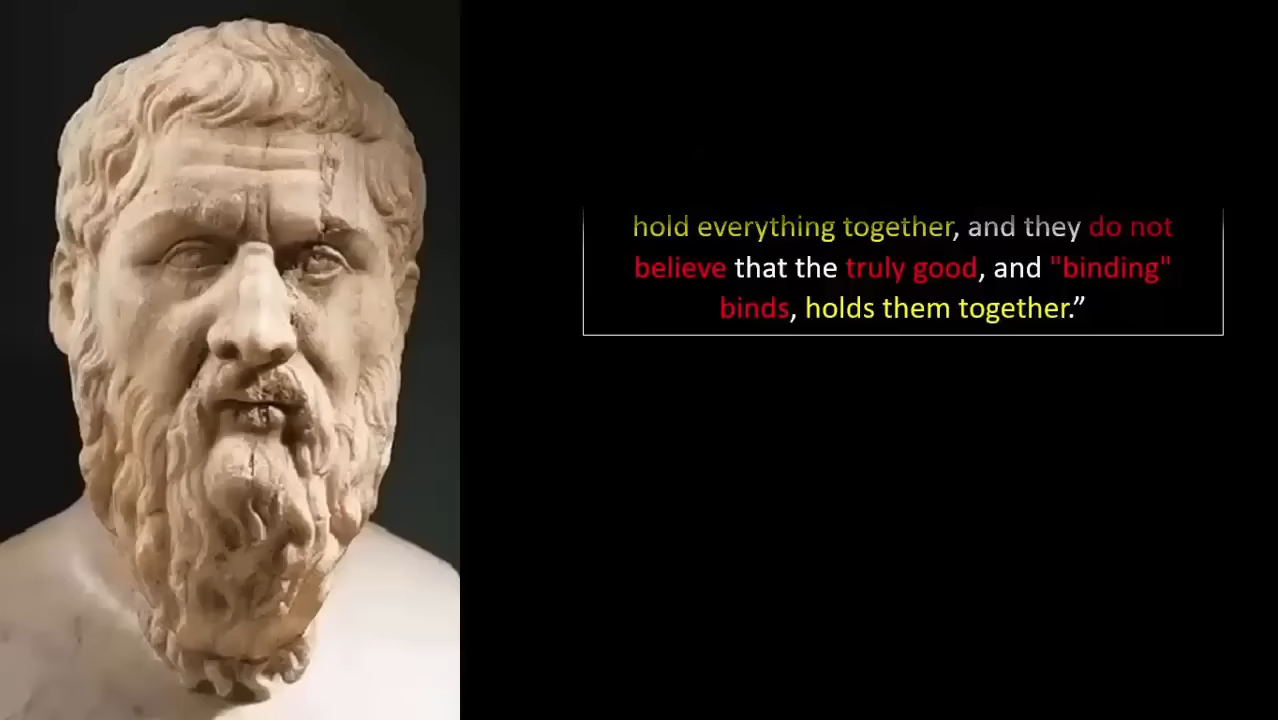 hold everything together, and they do not
believe that the truly good, and "binding"
binds, holds them together.”